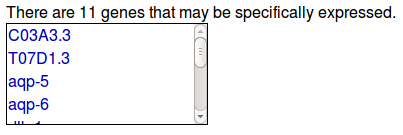 There are 11 genes that may be specifically expressed.
C03A3.3
T07D1.3
aqp-5
aqp-6